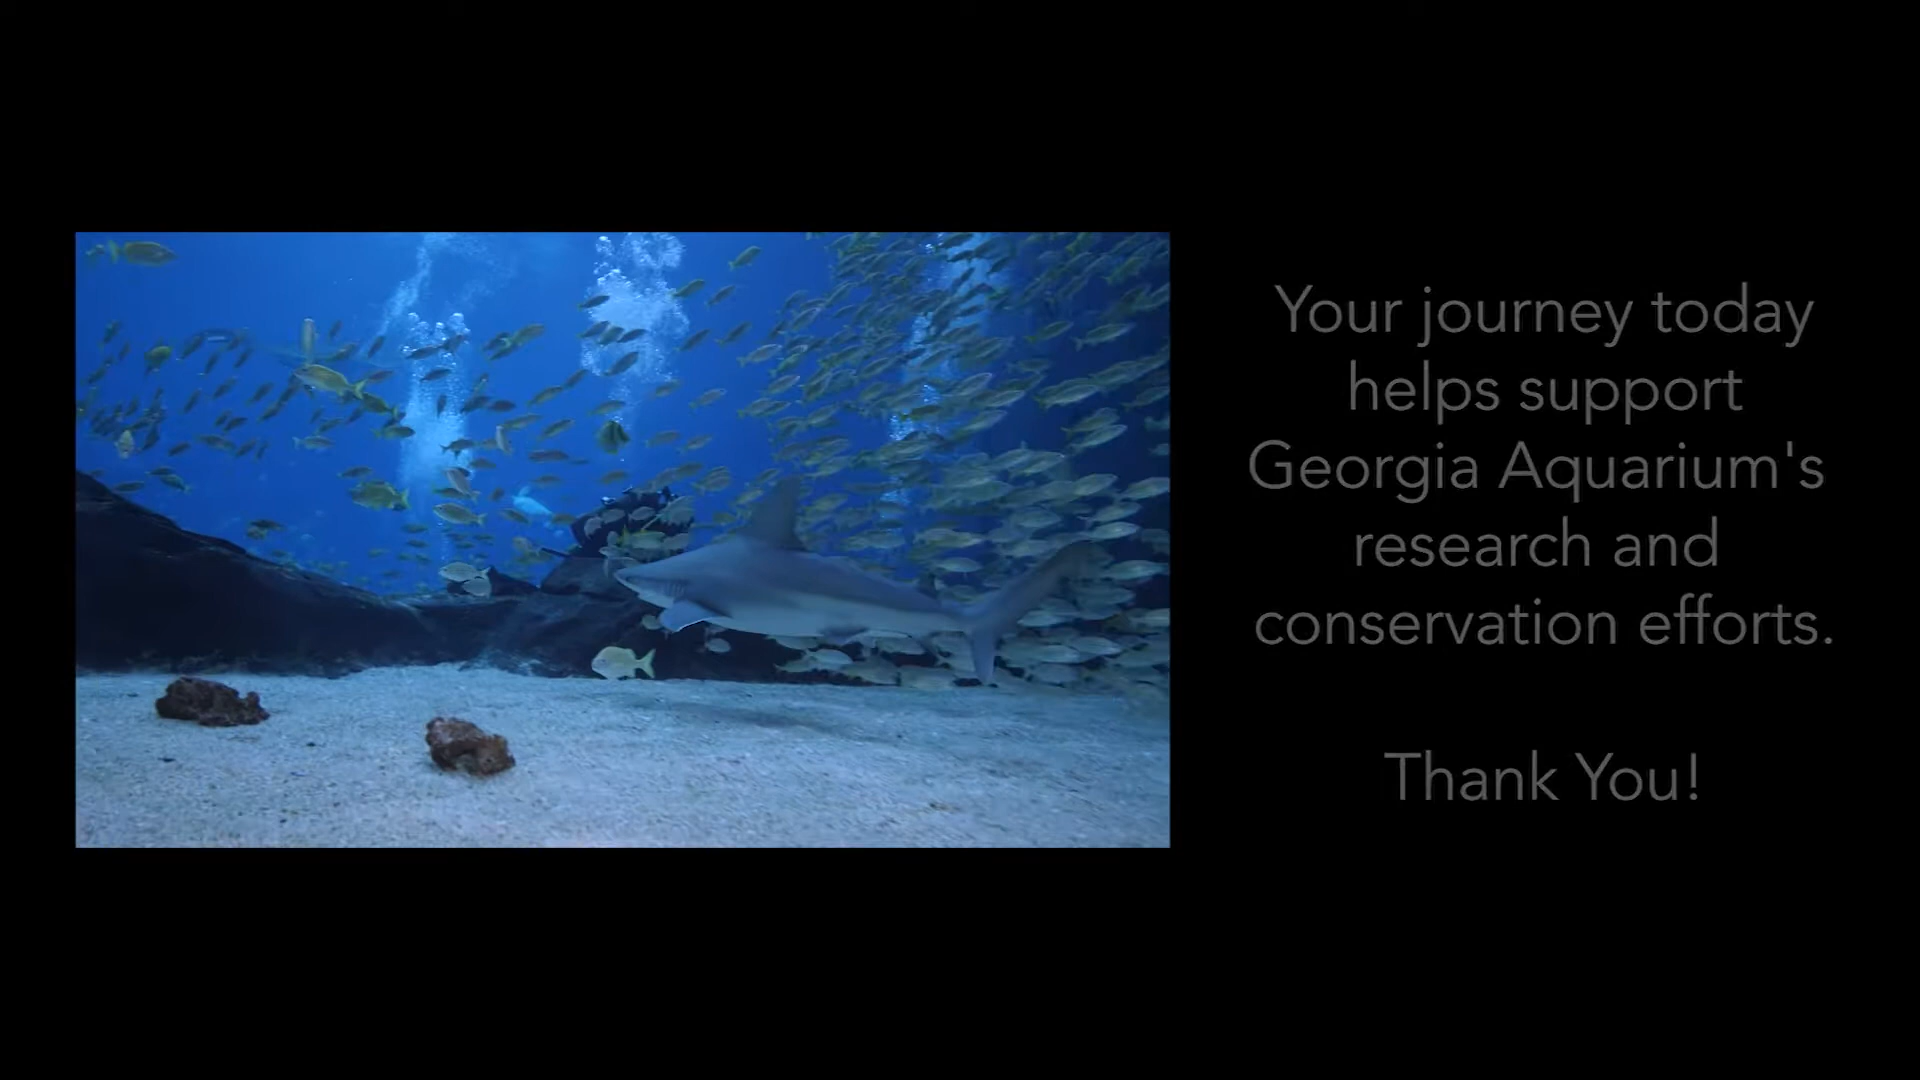 Your journey today
helps support
Georgia Aquarium's
research and
conservation efforts.
Thank You!